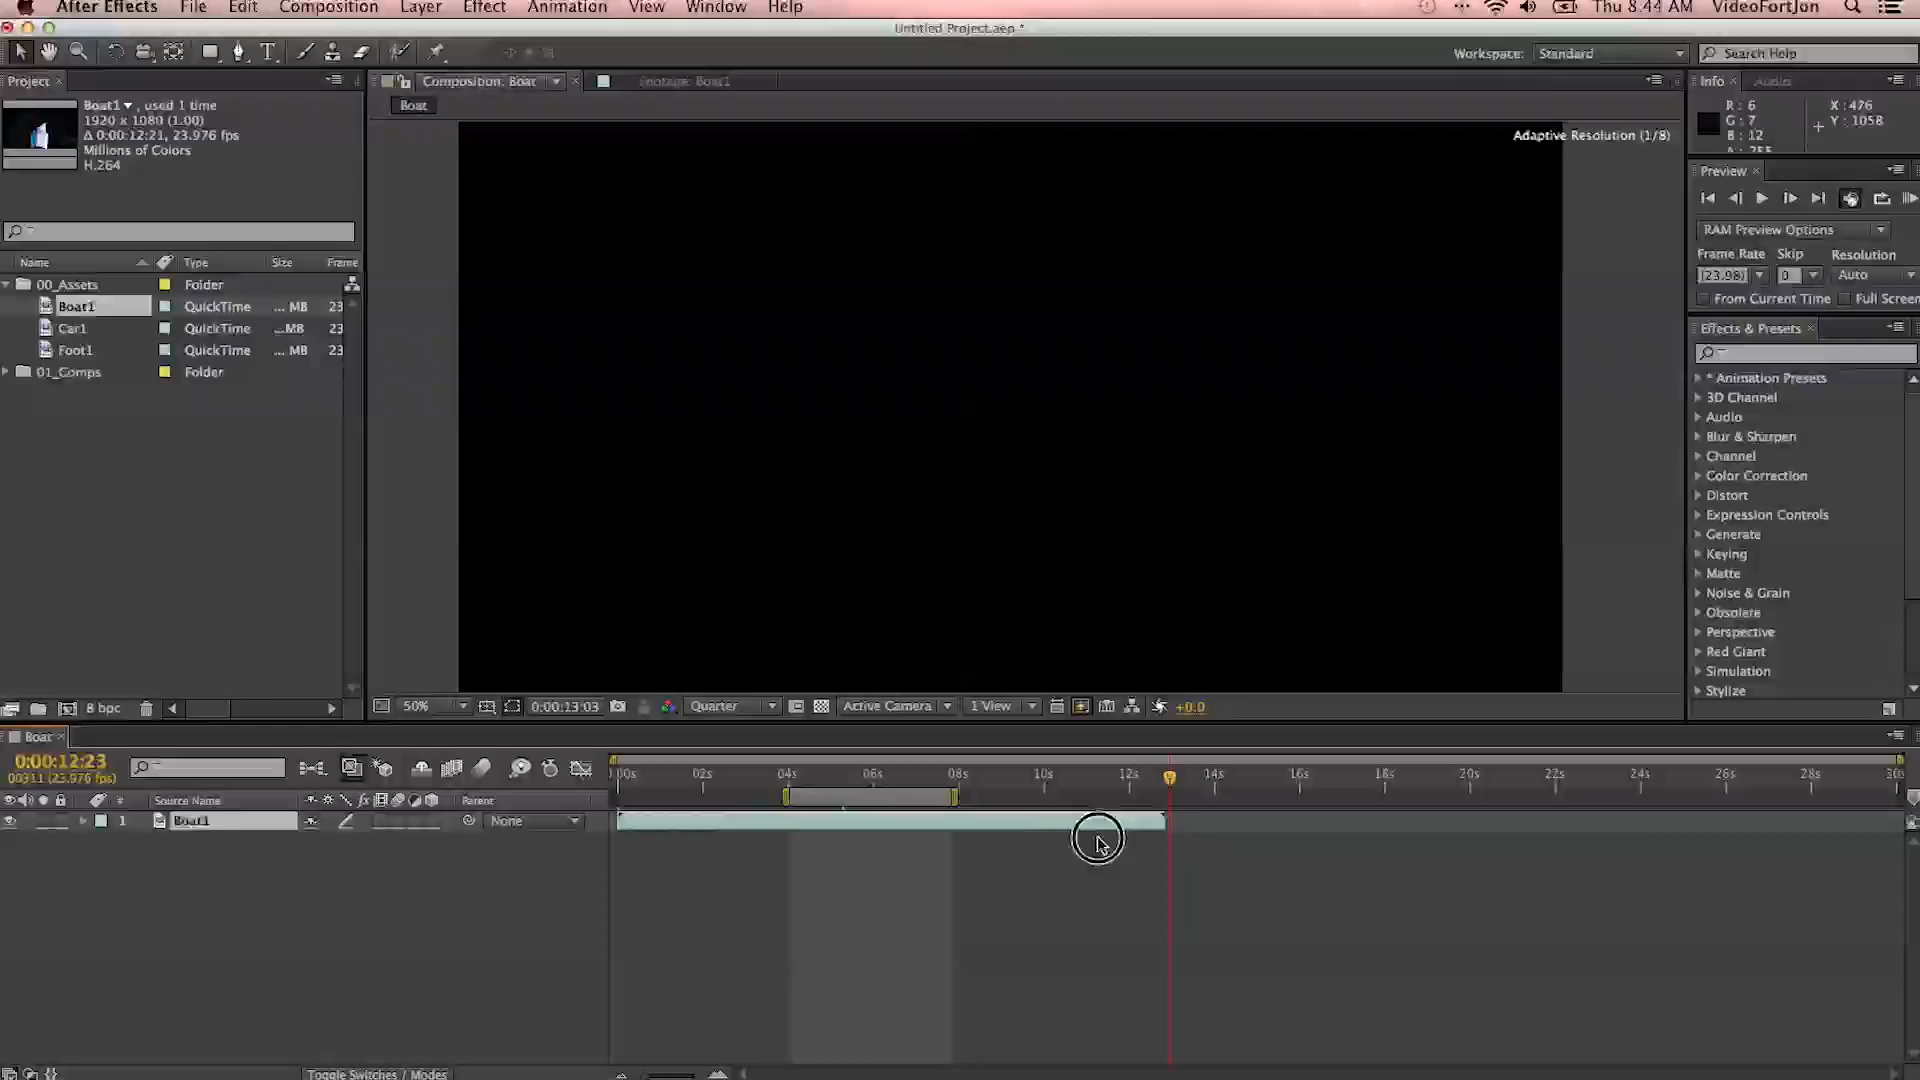 After Effects File Edit Composition Layer Effect Animation View Window Help Thu 8:44 AM VideoFortJon
Untitled Project.aep *
Workspace: Standard Search Help
Project
Boat1 , used 1 time
1920 x 1080 (1.00)
Δ 0:00:12:21, 23.976 fps
Millions of Colors
H.264
Name Type Size Frame
00_Assets Folder
Boat1 QuickTime ... MB 23
Car1 QuickTime ...MB 23
Foot1 QuickTime ... MB 23
01_Comps Folder
8 bpc
Composition: Boat Footage: Boat1
Boat
Adaptive Resolution (1/8)
50% 0:00:13:03 Quarter Active Camera 1 View +0.0
Info Audio
R: 6 X: 476
G: 7 Y: 1058
B: 12
A: 255
Preview
RAM Preview Options
Frame Rate Skip Resolution
(23.98) 0 Auto
From Current Time Full Screen
Effects & Presets
* Animation Presets
3D Channel
Audio
Blur & Sharpen
Channel
Color Correction
Distort
Expression Controls
Generate
Keying
Matte
Noise & Grain
Obsolete
Perspective
Red Giant
Simulation
Stylize
Boat
0:00:12:23
00311 (23.976 fps)
:00s 02s 04s 06s 08s 10s 12s 14s 16s 18s 20s 22s 24s 26s 28s 30s
# Source Name fx Parent
1 Boat1 None
Toggle Switches / Modes